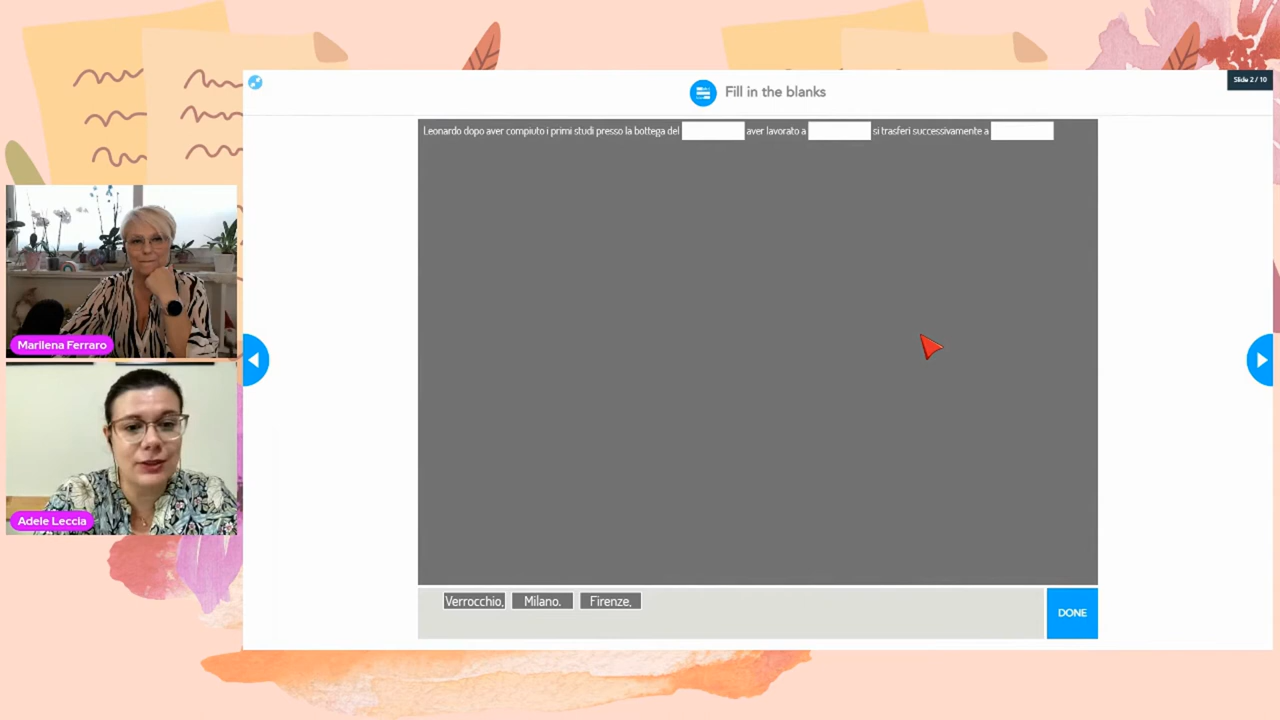 Slide 2 / 10
Fill in the blanks
Leonardo dopo aver compiuto i primi studi presso la bottega del aver lavorato a si trasferì successivamente a
Marilena Ferraro
Adele Leccia
Verrocchio, Milano. Firenze,
DONE